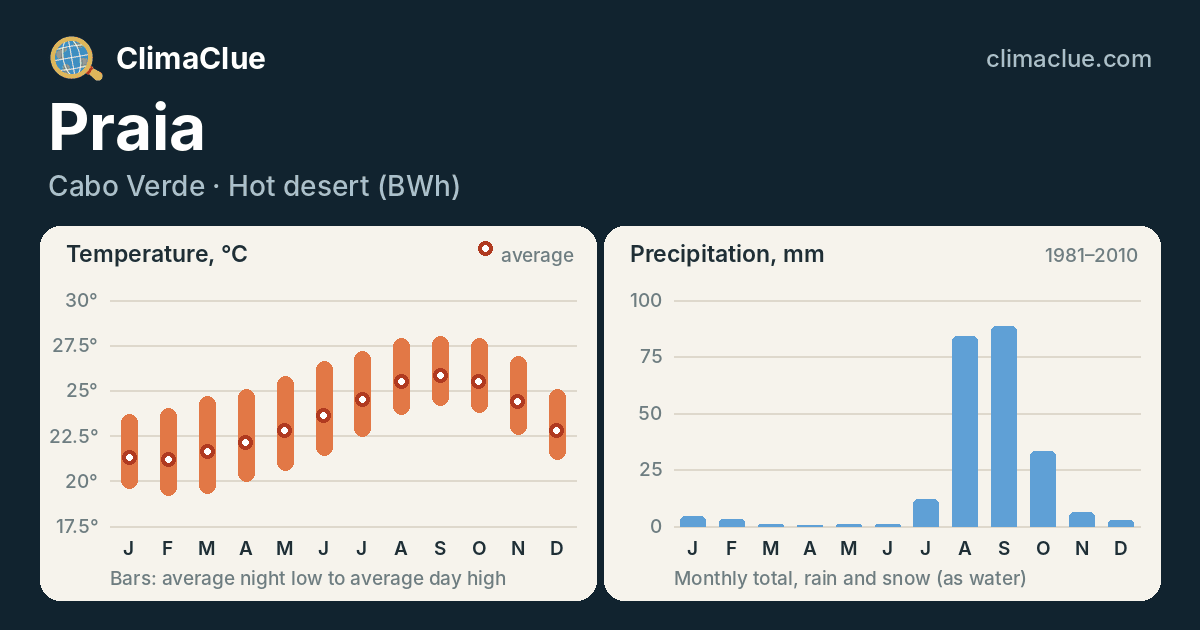 ClimaClue
climaclue.com
Praia
Cabo Verde · Hot desert (BWh)
Temperature, °C
average
30°
27.5°
25°
22.5°
20°
17.5°
J F M A M J J A S O N D
Bars: average night low to average day high
Precipitation, mm
1981–2010
100
75
50
25
0
J F M A M J J A S O N D
Monthly total, rain and snow (as water)